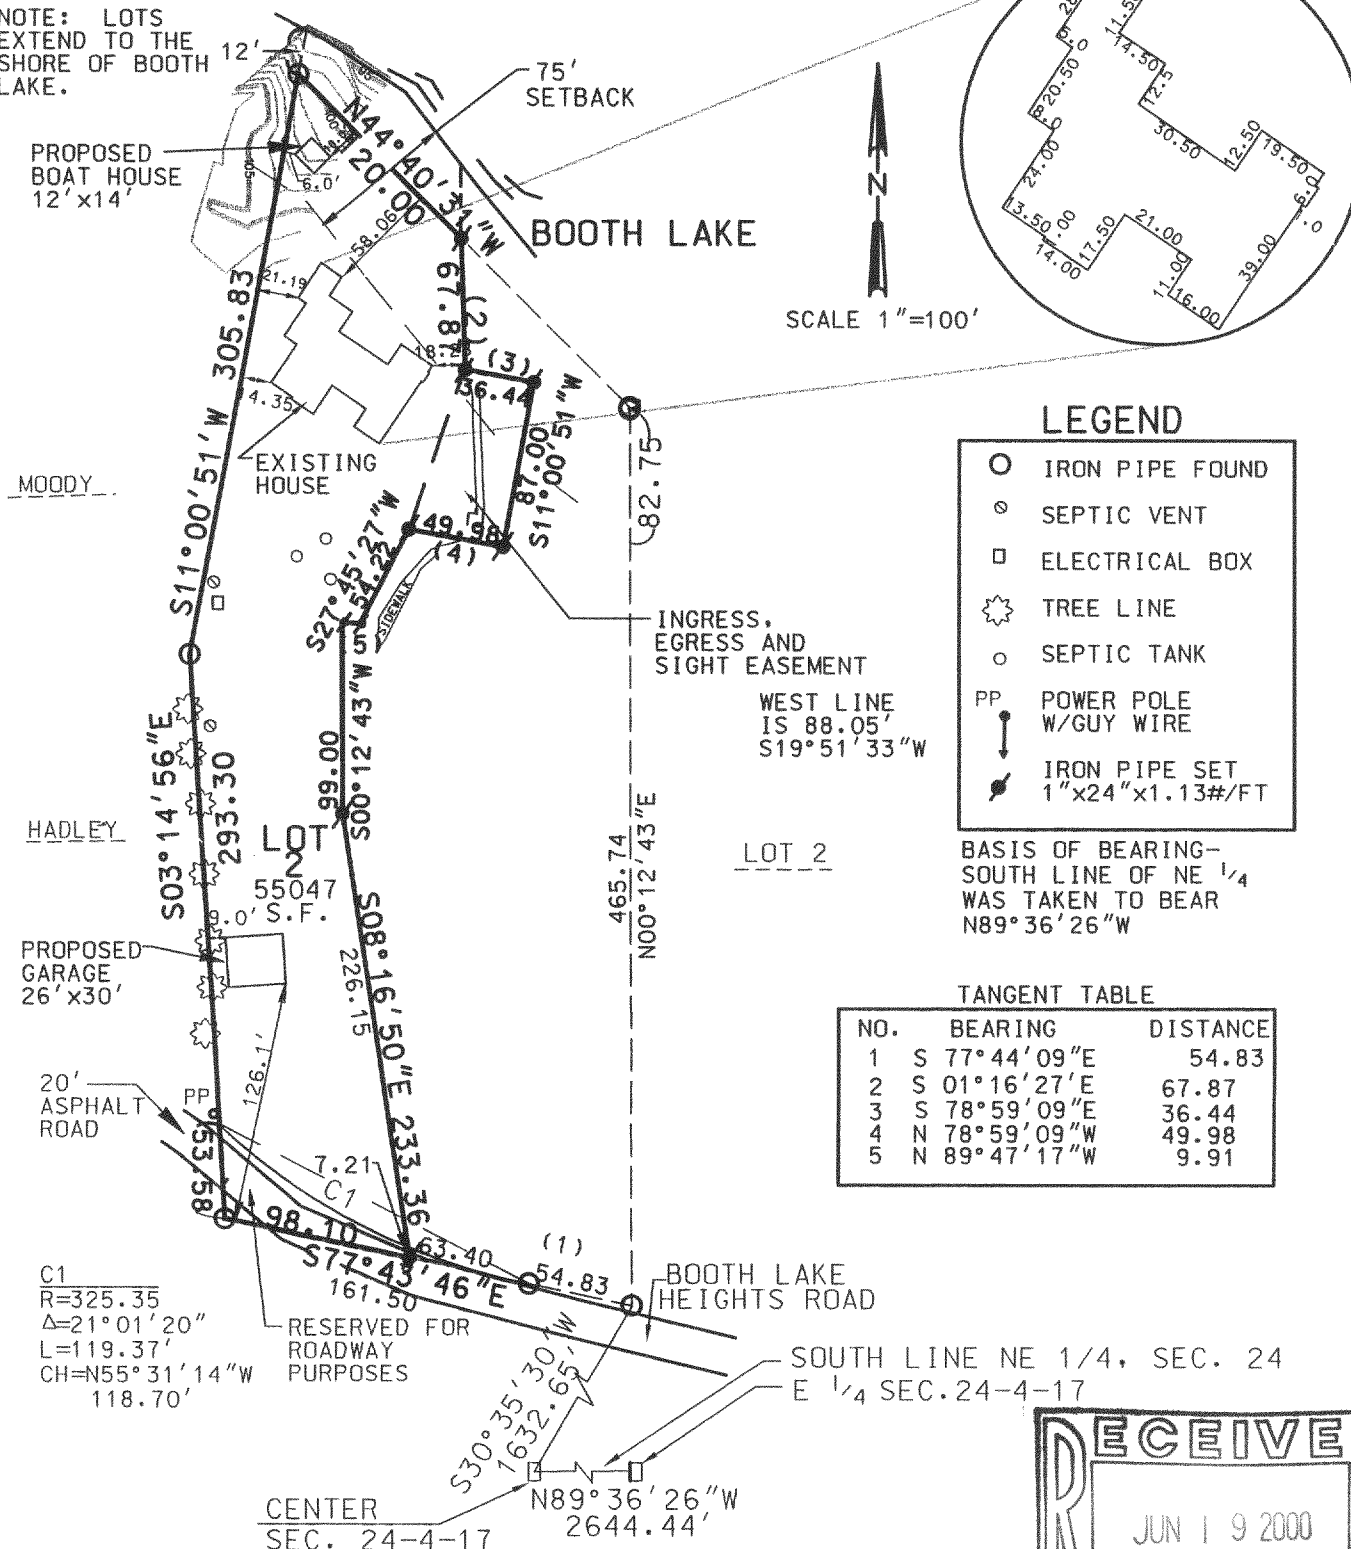 NOTE: LOTS
EXTEND TO THE
SHORE OF BOOTH
LAKE.
12'
75'
SETBACK
PROPOSED
BOAT HOUSE
12'x14'
6.0'
N44°40'31"W
20.00
BOOTH LAKE
58.06
21.19
305.83
S11°00'51'W
67.87
(2)
(3)
36.44
4.35
EXISTING
HOUSE
87.00
S11°00'51"W
49.98
(4)
S27°45'27"W
54.22
SIDEWALK
5
MOODY
82.75
INGRESS,
EGRESS AND
SIGHT EASEMENT
WEST LINE
IS 88.05'
S19°51'33"W
N
SCALE 1"=100'
6.0
20.50
8.0
24.00
13.50
14.00
17.50
21.00
11.00
16.00
39.00
6.0
19.50
12.50
30.50
12.5
14.50
11.50
LEGEND
IRON PIPE FOUND
SEPTIC VENT
ELECTRICAL BOX
TREE LINE
SEPTIC TANK
PP POWER POLE
W/GUY WIRE
IRON PIPE SET
1"x24"x1.13#/FT
BASIS OF BEARING-
SOUTH LINE OF NE 1/4
WAS TAKEN TO BEAR
N89°36'26"W
S03°14'56"E
293.30
99.00
S00°12'43"W
HADLEY
LOT
2
55047
S.F.
465.74
N00°12'43"E
LOT 2
9.0'
PROPOSED
GARAGE
26'x30'
S08°16'50"E 233.36
226.15
126.1'
20'
ASPHALT
ROAD
PP
53.58
7.21
C1
98.10
S77°43'46"E
161.50
63.40
(1)
54.83
TANGENT TABLE
NO. BEARING DISTANCE
1 S 77°44'09"E 54.83
2 S 01°16'27'E 67.87
3 S 78°59'09"E 36.44
4 N 78°59'09"W 49.98
5 N 89°47'17"W 9.91
C1
R=325.35
Δ=21°01'20"
L=119.37'
CH=N55°31'14"W
118.70'
RESERVED FOR
ROADWAY
PURPOSES
BOOTH LAKE
HEIGHTS ROAD
S30°35'30"W
1632.65'
SOUTH LINE NE 1/4, SEC. 24
E 1/4 SEC.24-4-17
N89°36'26"W
2644.44'
CENTER
SEC. 24-4-17
RECEIVE
JUN 19 2000